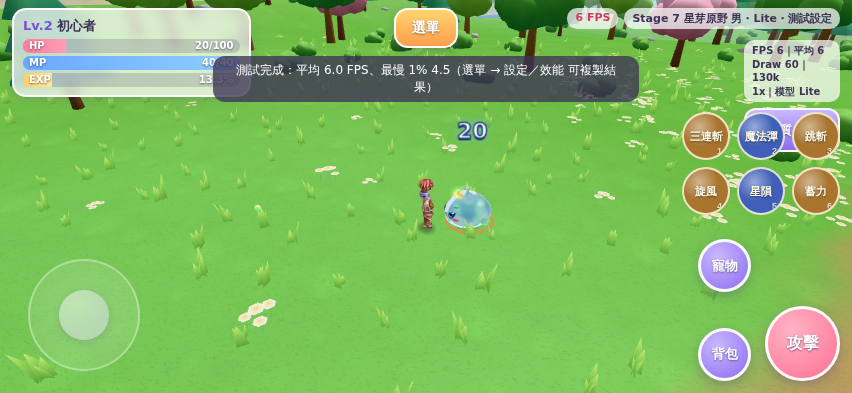 Lv.2 初心者
HP 20/100
MP 40/40
EXP
選單
6 FPS
Stage 7 星芽原野 男・Lite・測試設定
FPS 6 | 平均 6
Draw 60 |
130k
1x | 模型 Lite
測試完成：平均 6.0 FPS、最慢 1% 4.5（選單 → 設定／效能 可複製結
果）
20
三連斬 1
魔法彈 2
跳斬 3
旋風 4
星隕 5
蓄力 6
寵物
背包
攻擊